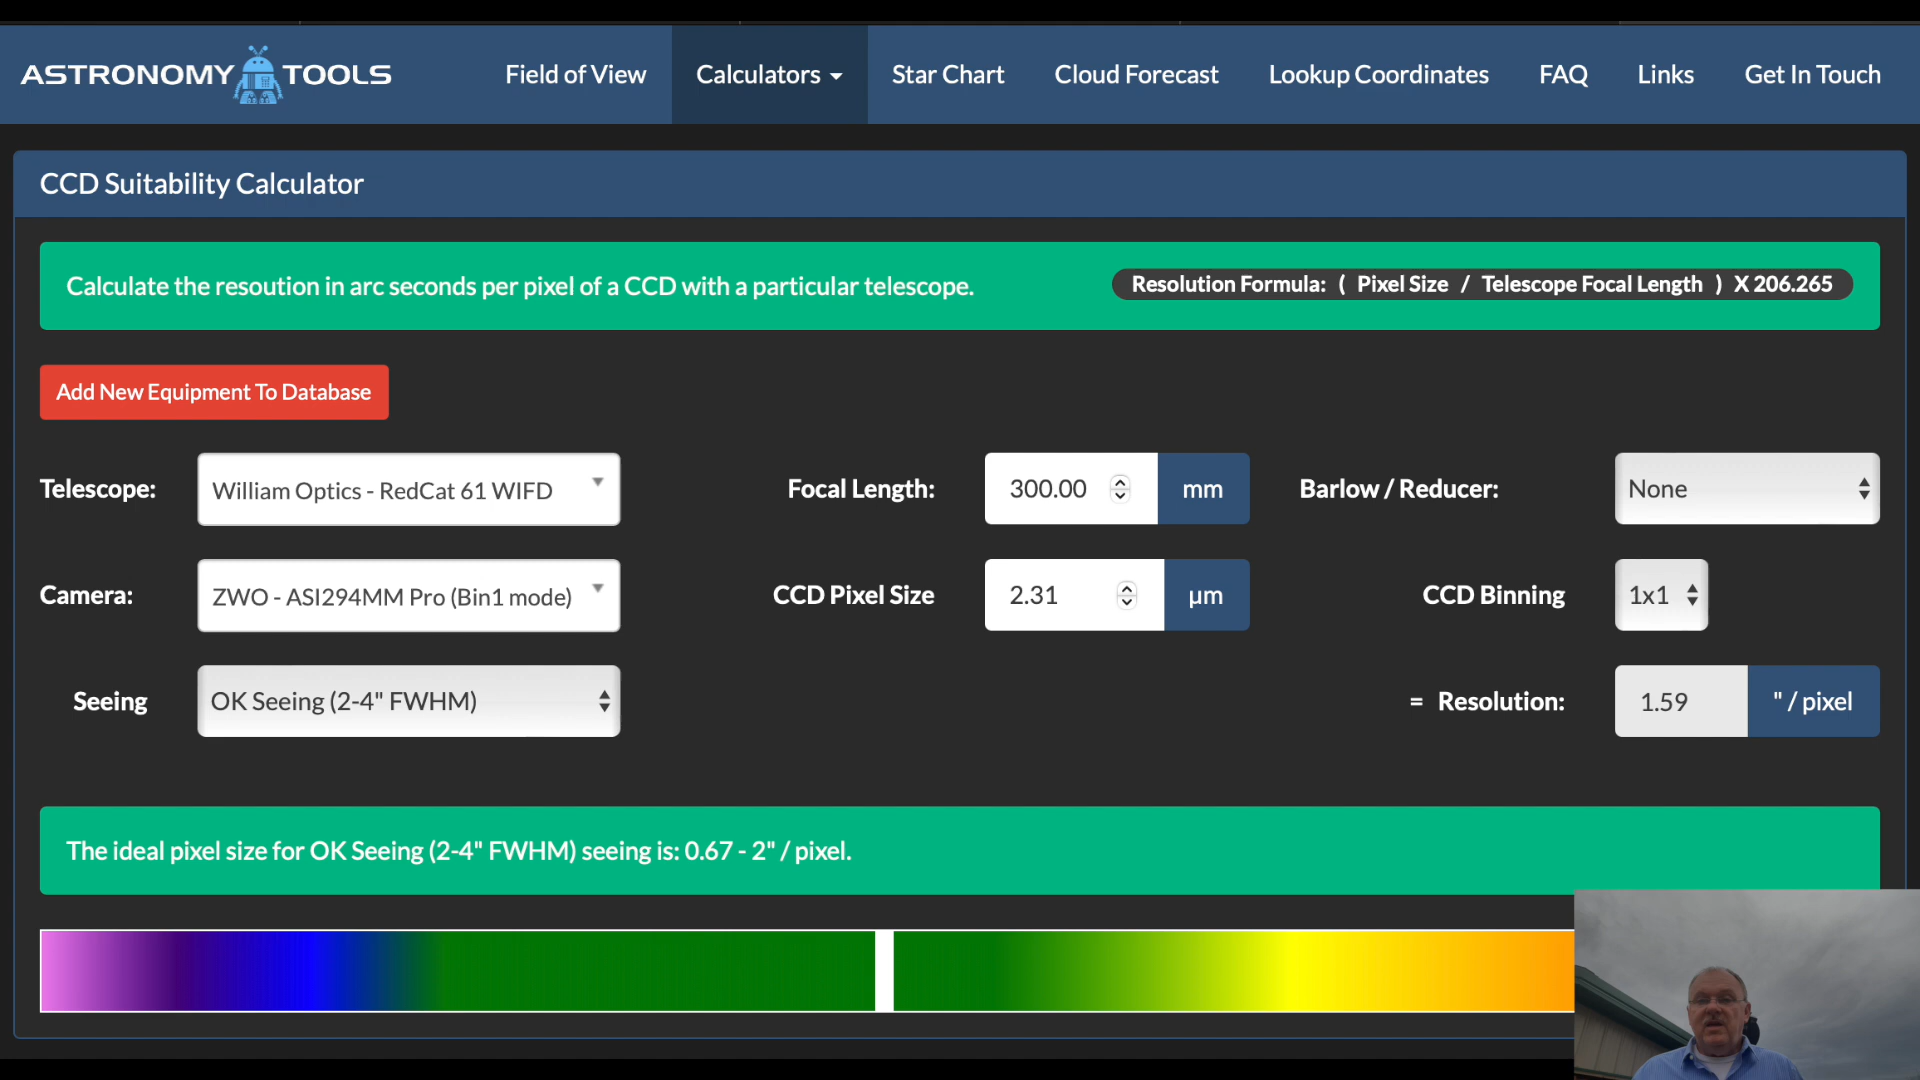 ASTRONOMY TOOLS
Field of View
Calculators
Star Chart
Cloud Forecast
Lookup Coordinates
FAQ
Links
Get In Touch
CCD Suitability Calculator
Calculate the resoution in arc seconds per pixel of a CCD with a particular telescope.
Resolution Formula: ( Pixel Size / Telescope Focal Length ) X 206.265
Add New Equipment To Database
Telescope:
William Optics - RedCat 61 WIFD
Focal Length:
300.00
mm
Barlow / Reducer:
None
Camera:
ZWO - ASI294MM Pro (Bin1 mode)
CCD Pixel Size
2.31
µm
CCD Binning
1x1
Seeing
OK Seeing (2-4" FWHM)
= Resolution:
1.59
" / pixel
The ideal pixel size for OK Seeing (2-4" FWHM) seeing is: 0.67 - 2" / pixel.